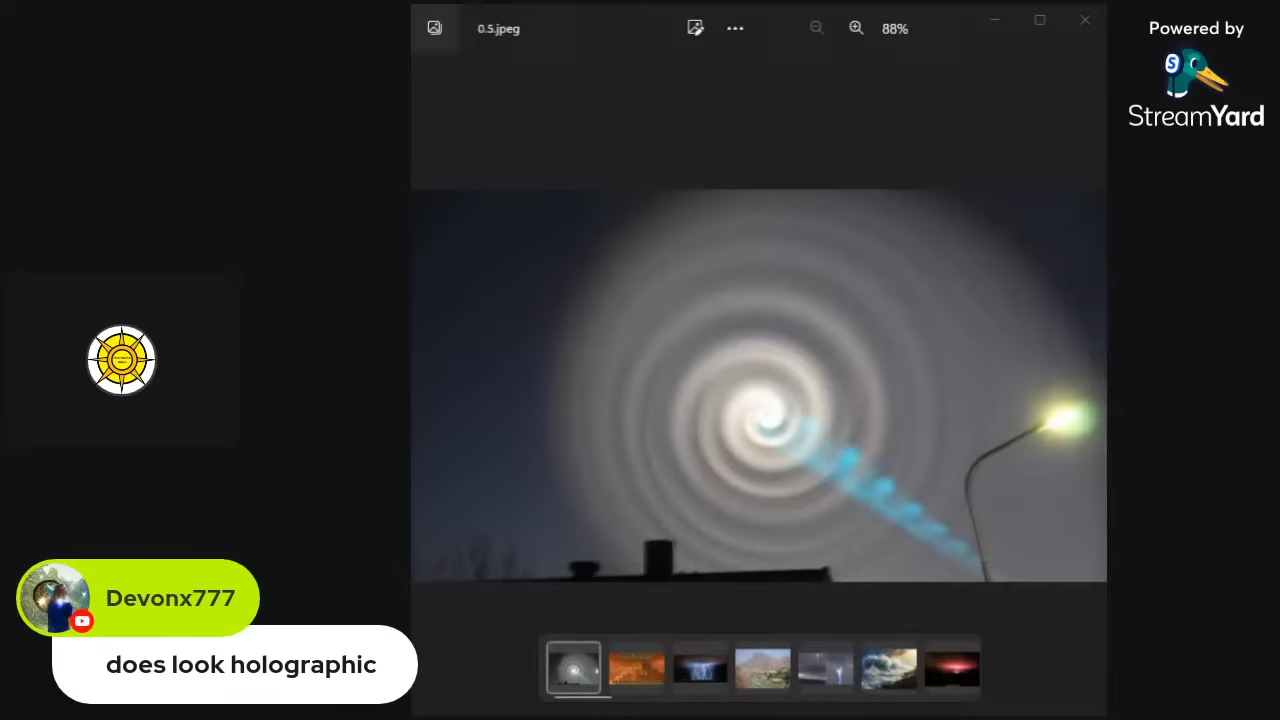 0.5.jpeg
88%
Powered by
S
StreamYard
Devonx777
does look holographic